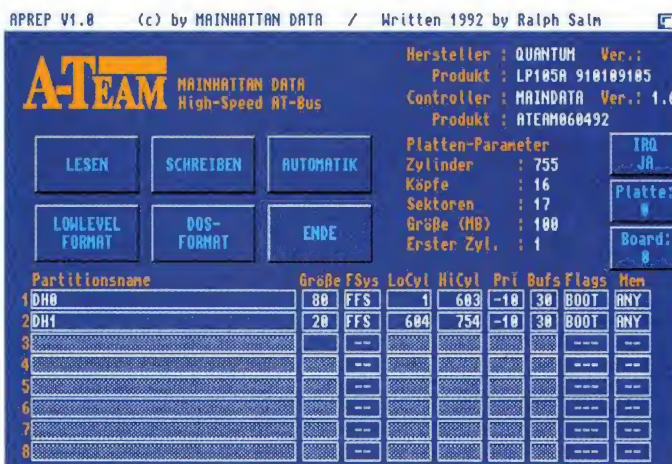 APREP V1.0 (c) by MAINHATTAN DATA / Written 1992 by Ralph Salm
A-TEAM
MAINHATTAN DATA
High-Speed AT-Bus
Hersteller : QUANTUM Ver.:
Produkt : LP105A 910109105
Controller : MAINDATA Ver.: 1.6
Produkt : ATEAM060492
LESEN
SCHREIBEN
AUTOMATIK
LOWLEVEL FORMAT
DOS-FORMAT
ENDE
Platten-Parameter
Zylinder : 755
Köpfe : 16
Sektoren : 17
Größe (MB) : 100
Erster Zyl. : 1
IRQ
JA
Platte:
0
Board:
0
Partitionsname Größe FSys LoCyl HiCyl Pri Bufs Flags Mem
1 DH0 80 FFS 1 603 -10 30 BOOT ANY
2 DH1 20 FFS 604 754 -10 30 BOOT ANY
3 -- --- --
4 -- --- --
5 -- --- --
6 -- --- --
7 -- --- --
8 -- --- --